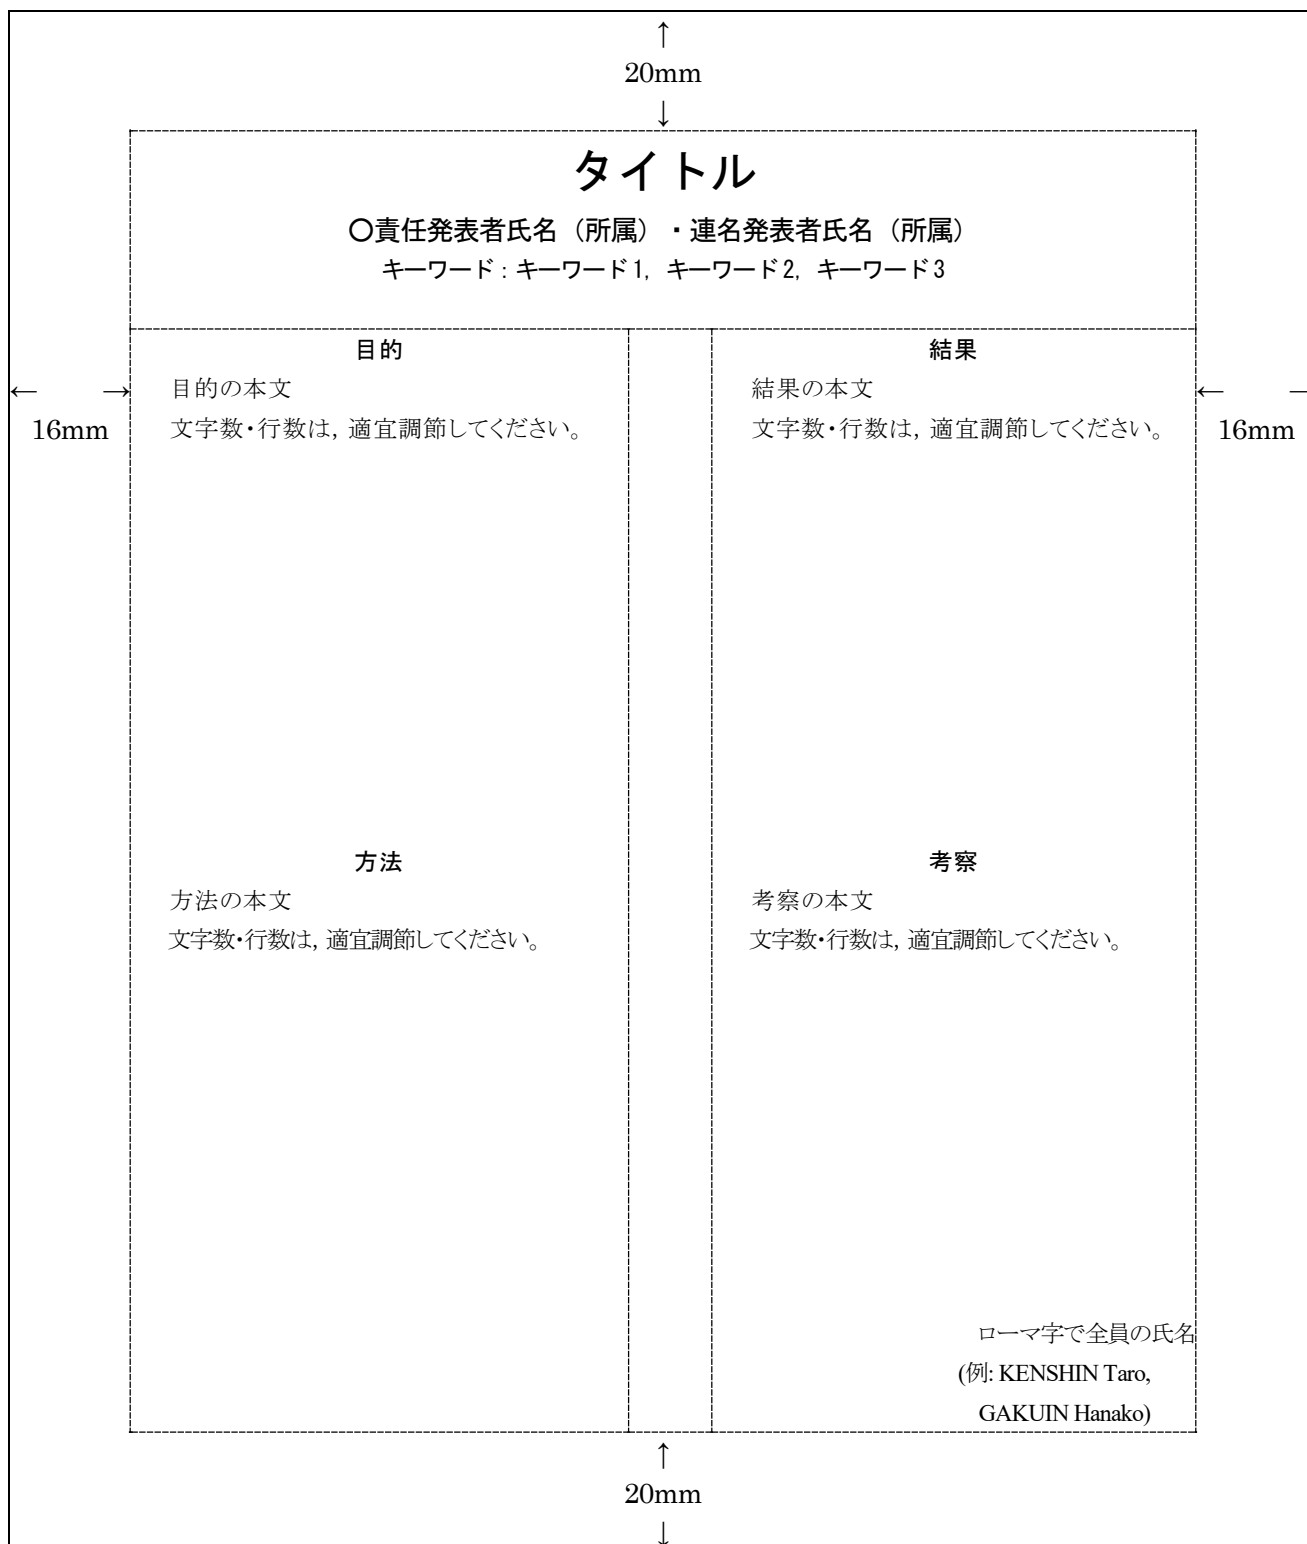 ↑
20mm
↓
タイトル
〇責任発表者氏名（所属）・連名発表者氏名（所属）
キーワード：キーワード1, キーワード2, キーワード3
目的
← →
16mm
目的の本文
文字数・行数は, 適宜調節してください。
方法
方法の本文
文字数・行数は, 適宜調節してください。
結果
結果の本文
文字数・行数は, 適宜調節してください。
← →
16mm
考察
考察の本文
文字数・行数は, 適宜調節してください。
ローマ字で全員の氏名
(例: KENSHIN Taro,
GAKUIN Hanako)
↑
20mm
↓